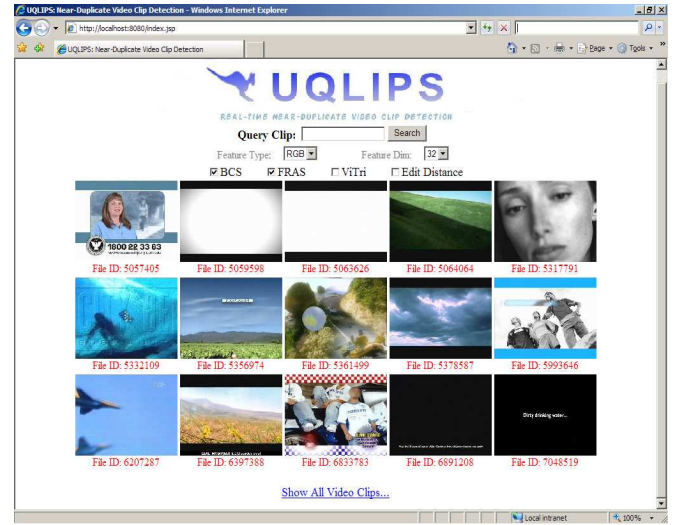 UQLIPS: Near-Duplicate Video Clip Detection - Windows Internet Explorer
http://localhost:8080/index.jsp
UQLIPS: Near-Duplicate Video Clip Detection
Page
Tools
UQLIPS
REAL-TIME NEAR-DUPLICATE VIDEO CLIP DETECTION
Query Clip:
Search
Feature Type: RGB Feature Dim: 32
BCS FRAS ViTri Edit Distance
1800 22 33 63
File ID: 5057405 File ID: 5059598 File ID: 5063626 File ID: 5064064 File ID: 5317791
File ID: 5332109 File ID: 5356974 File ID: 5361499 File ID: 5378587 File ID: 5993646
Dirty drinking water...
File ID: 6207287 File ID: 6397388 File ID: 6833783 File ID: 6891208 File ID: 7048519
Show All Video Clips...
Local intranet
100%